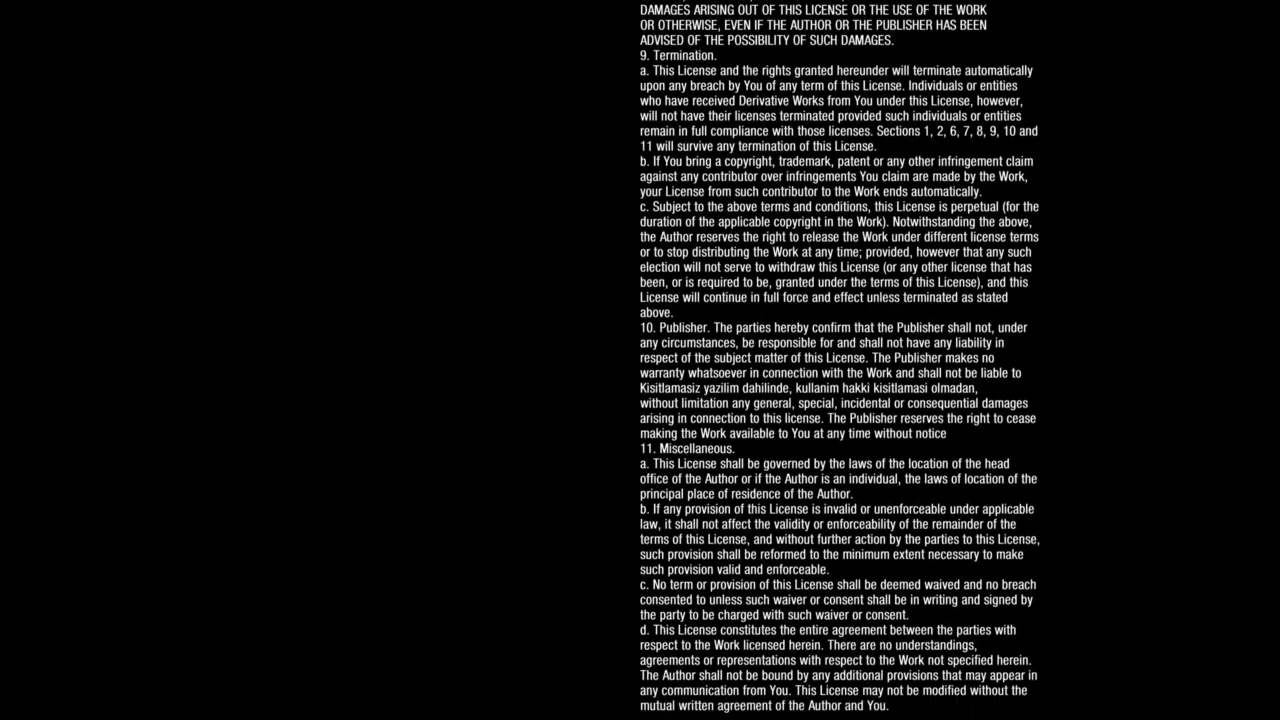 DAMAGES ARISING OUT OF THIS LICENSE OR THE USE OF THE WORK
OR OTHERWISE, EVEN IF THE AUTHOR OR THE PUBLISHER HAS BEEN
ADVISED OF THE POSSIBILITY OF SUCH DAMAGES.
9. Termination.
a. This License and the rights granted hereunder will terminate automatically
upon any breach by You of any term of this License. Individuals or entities
who have received Derivative Works from You under this License, however,
will not have their licenses terminated provided such individuals or entities
remain in full compliance with those licenses. Sections 1, 2, 6, 7, 8, 9, 10 and
11 will survive any termination of this License.
b. If You bring a copyright, trademark, patent or any other infringement claim
against any contributor over infringements You claim are made by the Work,
your License from such contributor to the Work ends automatically.
c. Subject to the above terms and conditions, this License is perpetual (for the
duration of the applicable copyright in the Work). Notwithstanding the above,
the Author reserves the right to release the Work under different license terms
or to stop distributing the Work at any time; provided, however that any such
election will not serve to withdraw this License (or any other license that has
been, or is required to be, granted under the terms of this License), and this
License will continue in full force and effect unless terminated as stated
above.
10. Publisher. The parties hereby confirm that the Publisher shall not, under
any circumstances, be responsible for and shall not have any liability in
respect of the subject matter of this License. The Publisher makes no
warranty whatsoever in connection with the Work and shall not be liable to
Kisitlamasiz yazilim dahilinde, kullanim hakki kisitlamasi olmadan,
without limitation any general, special, incidental or consequential damages
arising in connection to this license. The Publisher reserves the right to cease
making the Work available to You at any time without notice
11. Miscellaneous.
a. This License shall be governed by the laws of the location of the head
office of the Author or if the Author is an individual, the laws of location of the
principal place of residence of the Author.
b. If any provision of this License is invalid or unenforceable under applicable
law, it shall not affect the validity or enforceability of the remainder of the
terms of this License, and without further action by the parties to this License,
such provision shall be reformed to the minimum extent necessary to make
such provision valid and enforceable.
c. No term or provision of this License shall be deemed waived and no breach
consented to unless such waiver or consent shall be in writing and signed by
the party to be charged with such waiver or consent.
d. This License constitutes the entire agreement between the parties with
respect to the Work licensed herein. There are no understandings,
agreements or representations with respect to the Work not specified herein.
The Author shall not be bound by any additional provisions that may appear in
any communication from You. This License may not be modified without the
mutual written agreement of the Author and You.